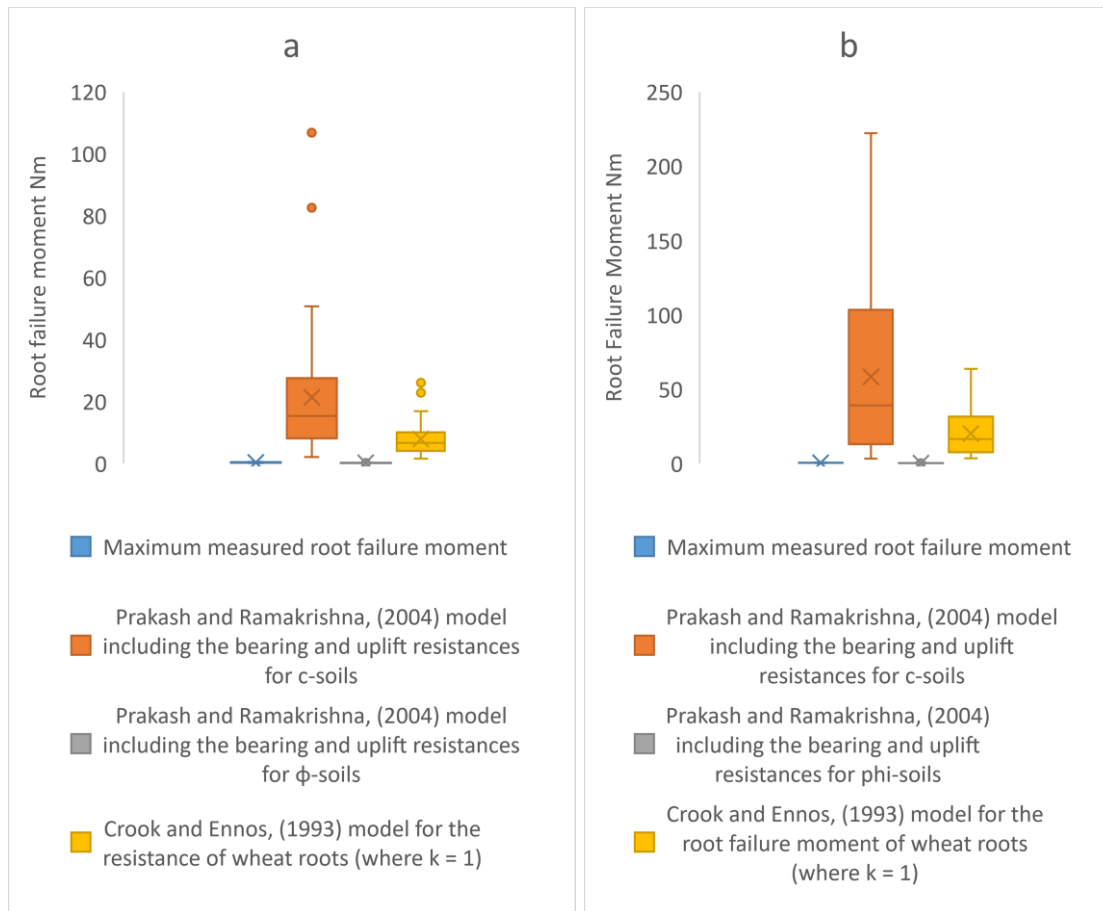 a
Root failure moment Nm
120
100
80
60
40
20
0
Maximum measured root failure moment
Prakash and Ramakrishna, (2004) model
including the bearing and uplift resistances
for c-soils
Prakash and Ramakrishna, (2004) model
including the bearing and uplift resistances
for ф-soils
Crook and Ennos, (1993) model for the
resistance of wheat roots (where k = 1)
b
Root Failure Moment Nm
250
200
150
100
50
0
Maximum measured root failure moment
Prakash and Ramakrishna, (2004) model
including the bearing and uplift
resistances for c-soils
Prakash and Ramakrishna, (2004)
including the bearing and uplift
resistances for phi-soils
Crook and Ennos, (1993) model for the
root failure moment of wheat roots
(where k = 1)